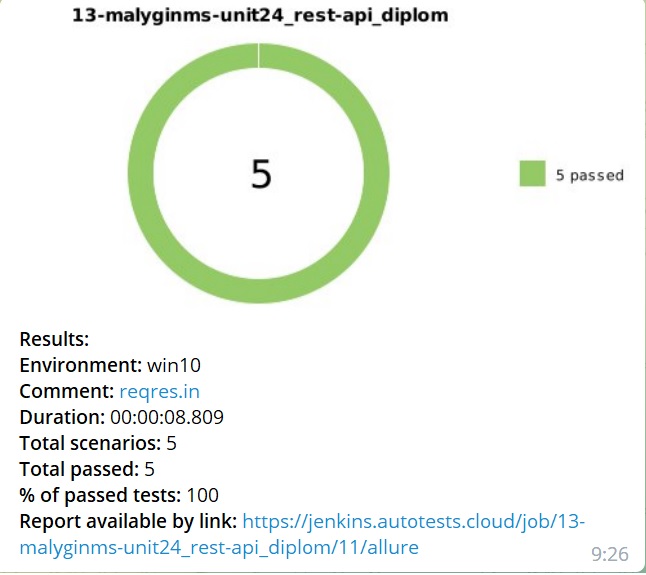 13-malyginms-unit24_rest-api_diplom
5
5 passed
Results:
Environment: win10
Comment: reqres.in
Duration: 00:00:08.809
Total scenarios: 5
Total passed: 5
% of passed tests: 100
Report available by link: https://jenkins.autotests.cloud/job/13-
malyginms-unit24_rest-api_diplom/11/allure
9:26